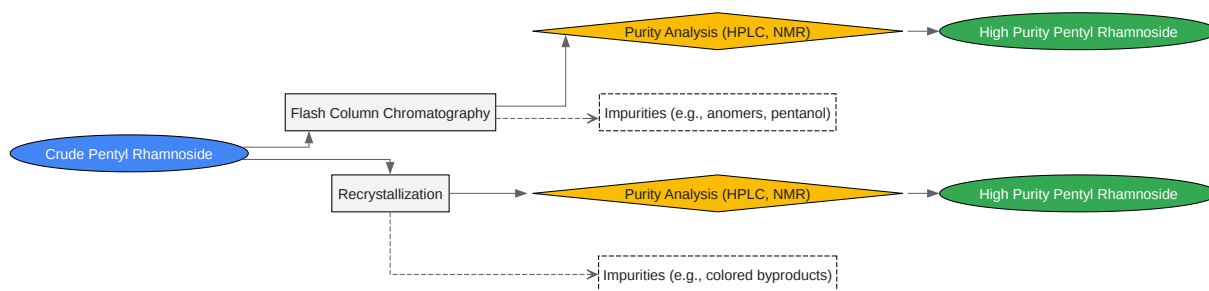 Purity Analysis (HPLC, NMR)
High Purity Pentyl Rhamnoside
Flash Column Chromatography
Impurities (e.g., anomers, pentanol)
Crude Pentyl Rhamnoside
Recrystallization
Purity Analysis (HPLC, NMR)
High Purity Pentyl Rhamnoside
Impurities (e.g., colored byproducts)